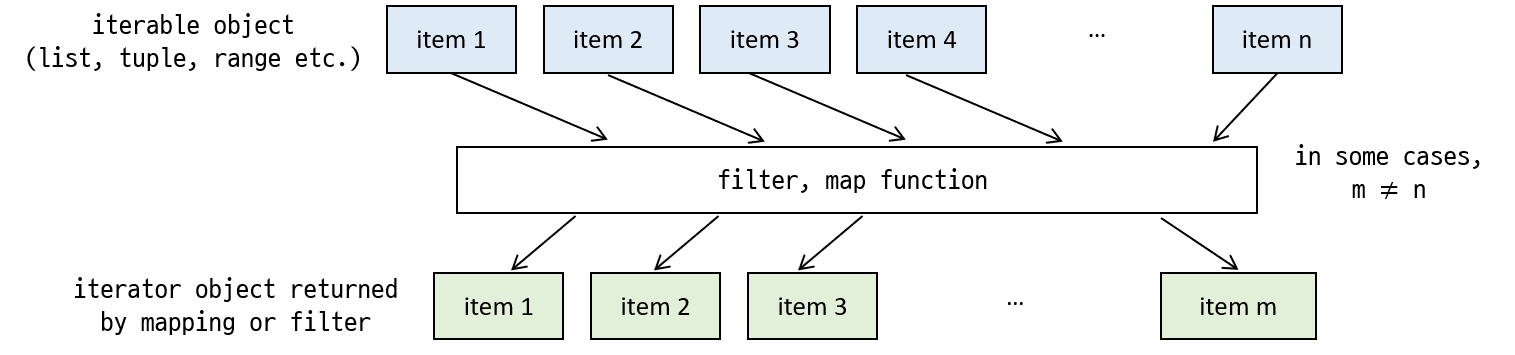 iterable object
(list, tuple, range etc.)
item 1
item 2
item 3
item 4
...
item n
filter, map function
in some cases,
m ≠ n
iterator object returned
by mapping or filter
item 1
item 2
item 3
...
item m